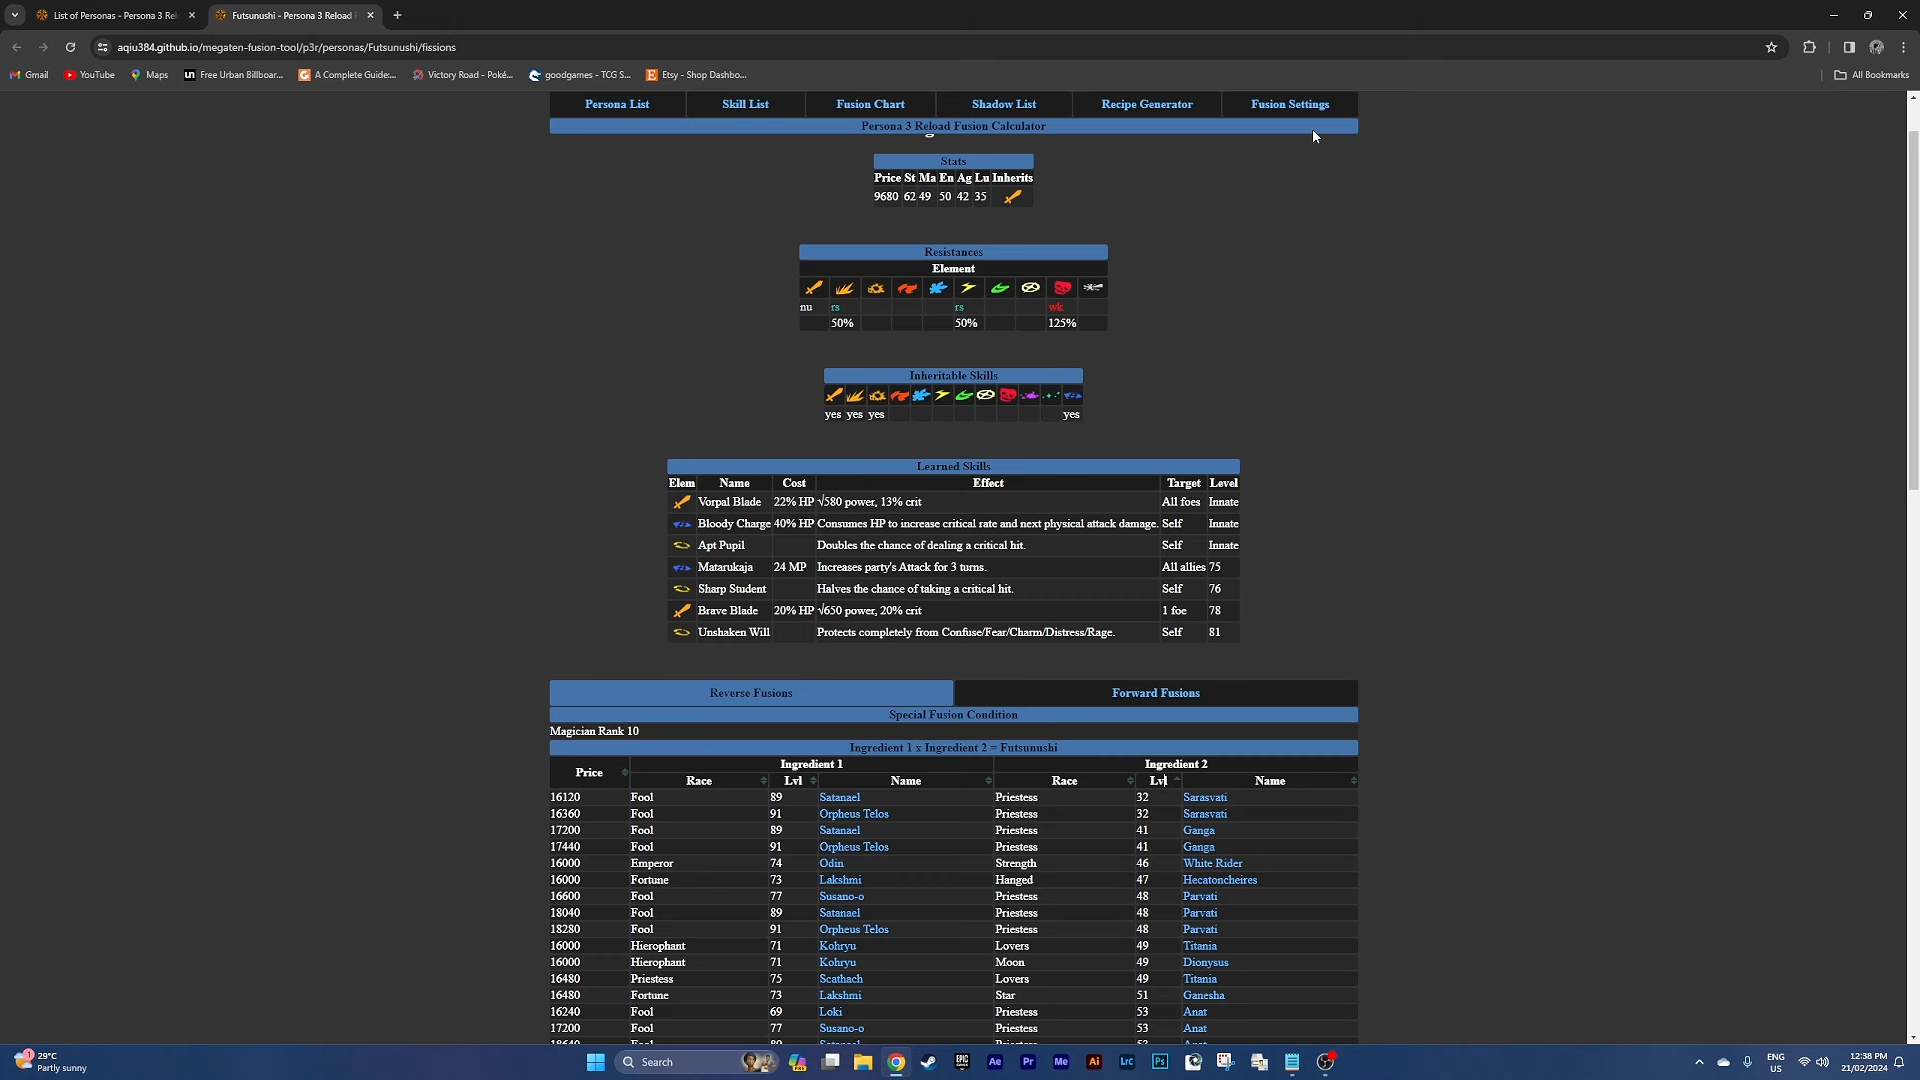 List of Personas - Persona 3 Rel
Futsunushi - Persona 3 Reload F
aqiu384.github.io/megaten-fusion-tool/p3r/personas/Futsunushi/fissions
Gmail YouTube Maps Free Urban Billboar... A Complete Guide:... Victory Road - Poké... goodgames - TCG S... Etsy - Shop Dashbo... All Bookmarks
Persona List Skill List Fusion Chart Shadow List Recipe Generator Fusion Settings
Persona 3 Reload Fusion Calculator
Stats
Price St Ma En Ag Lu Inherits
9680 62 49 50 42 35
Resistances
Element
nu rs rs wk
50% 50% 125%
Inheritable Skills
yes yes yes yes
Learned Skills
Elem Name Cost Effect Target Level
Vorpal Blade 22% HP √580 power, 13% crit All foes Innate
Bloody Charge 40% HP Consumes HP to increase critical rate and next physical attack damage. Self Innate
Apt Pupil Doubles the chance of dealing a critical hit. Self Innate
Matarukaja 24 MP Increases party's Attack for 3 turns. All allies 75
Sharp Student Halves the chance of taking a critical hit. Self 76
Brave Blade 20% HP √650 power, 20% crit 1 foe 78
Unshaken Will Protects completely from Confuse/Fear/Charm/Distress/Rage. Self 81
Reverse Fusions Forward Fusions
Special Fusion Condition
Magician Rank 10
Ingredient 1 x Ingredient 2 = Futsunushi
Price Ingredient 1 Ingredient 2
Race Lvl Name Race Lvl Name
16120 Fool 89 Satanael Priestess 32 Sarasvati
16360 Fool 91 Orpheus Telos Priestess 32 Sarasvati
17200 Fool 89 Satanael Priestess 41 Ganga
17440 Fool 91 Orpheus Telos Priestess 41 Ganga
16000 Emperor 74 Odin Strength 46 White Rider
16000 Fortune 73 Lakshmi Hanged 47 Hecatoncheires
16600 Fool 77 Susano-o Priestess 48 Parvati
18040 Fool 89 Satanael Priestess 48 Parvati
18280 Fool 91 Orpheus Telos Priestess 48 Parvati
16000 Hierophant 71 Kohryu Lovers 49 Titania
16000 Hierophant 71 Kohryu Moon 49 Dionysus
16480 Priestess 75 Scathach Lovers 49 Titania
16480 Fortune 73 Lakshmi Star 51 Ganesha
16240 Fool 69 Loki Priestess 53 Anat
17200 Fool 77 Susano-o Priestess 53 Anat
29°C
Partly sunny
Search
ENG
US
12:38 PM
21/02/2024